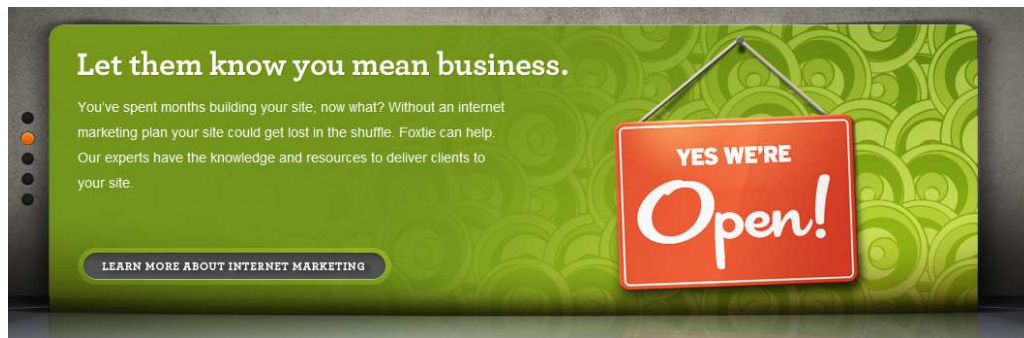 Let them know you mean business.
You've spent months building your site, now what? Without an internet
marketing plan your site could get lost in the shuffle. Foxtie can help.
Our experts have the knowledge and resources to deliver clients to
your site.
LEARN MORE ABOUT INTERNET MARKETING
YES WE'RE
Open!